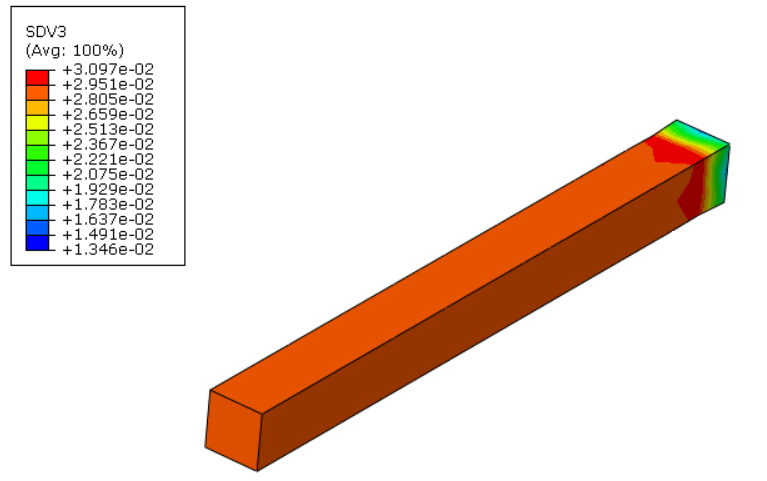 SDV3
(Avg: 100%)
+3.097e-02
+2.951e-02
+2.805e-02
+2.659e-02
+2.513e-02
+2.367e-02
+2.221e-02
+2.075e-02
+1.929e-02
+1.783e-02
+1.637e-02
+1.491e-02
+1.346e-02